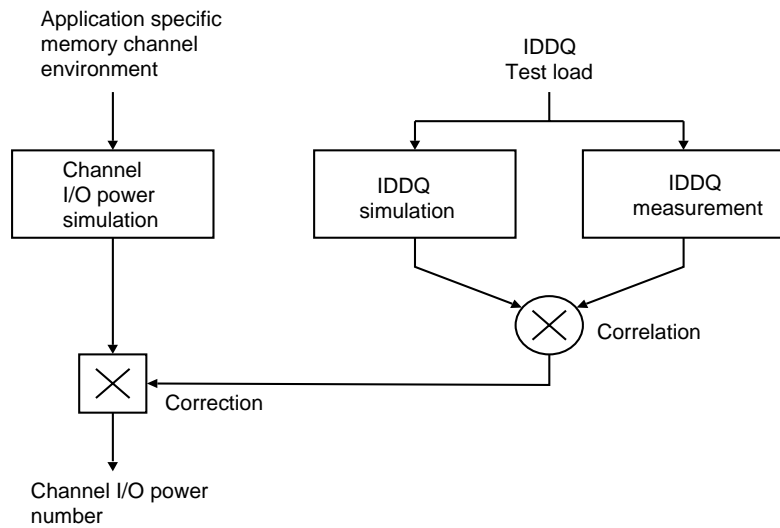 Application specific
memory channel
environment
IDDQ
Test load
Channel
I/O power
simulation
IDDQ
simulation
IDDQ
measurement
Correlation
Correction
Channel I/O power
number